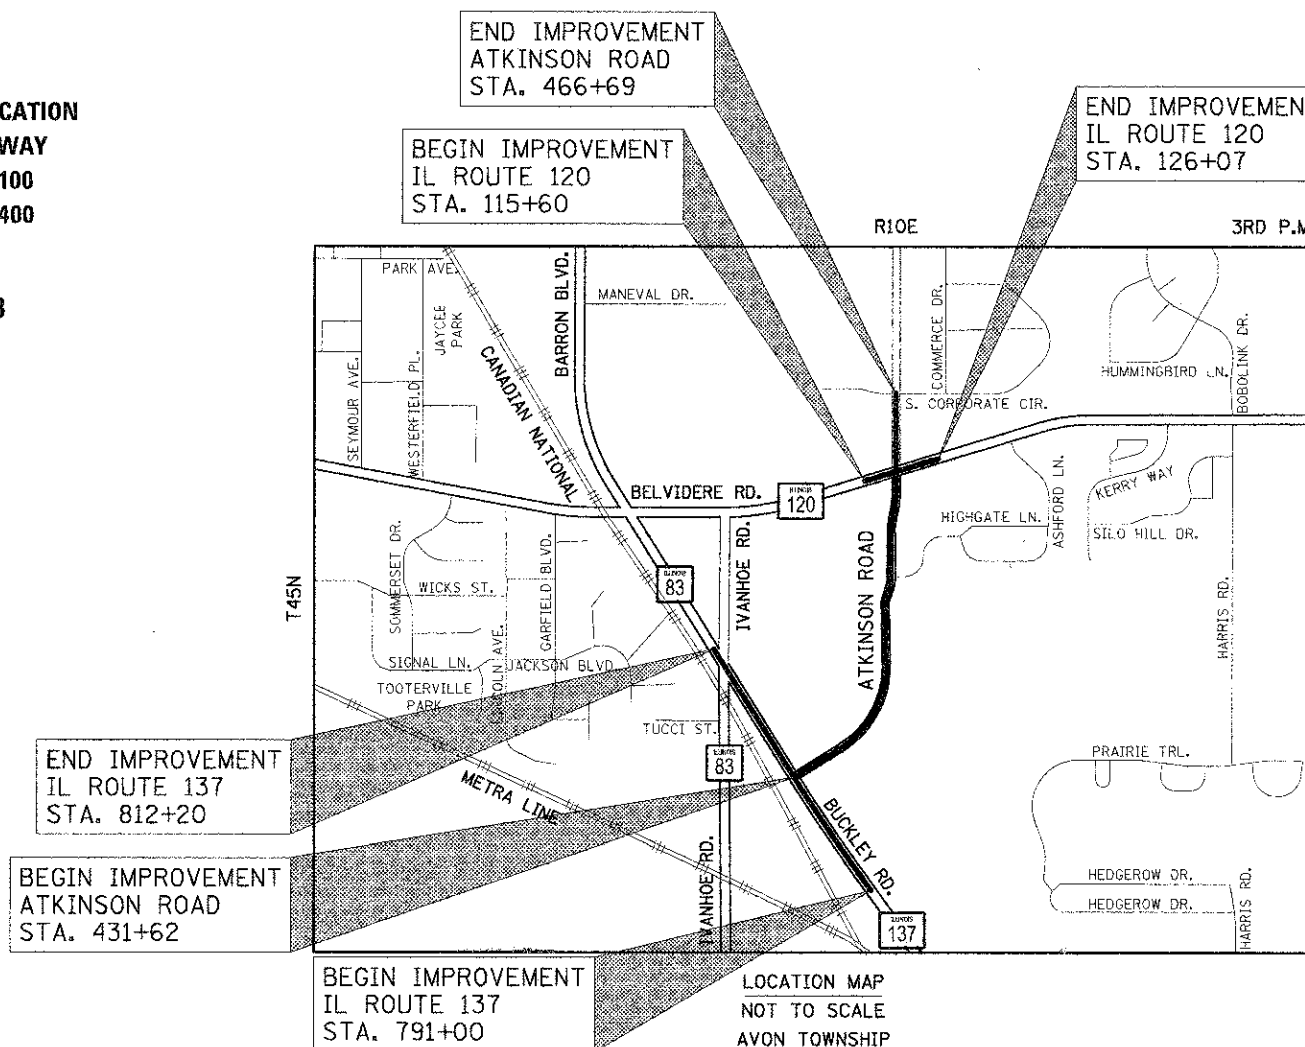 END IMPROVEMENT
ATKINSON ROAD
STA. 466+69
CATION
WAY
100
400
BEGIN IMPROVEMENT
IL ROUTE 120
STA. 115+60
END IMPROVEMEN
IL ROUTE 120
STA. 126+07
R10E
3RD P.M
PARK AVE.
JAYCEE
PARK
SEYMOUR AVE.
WESTERFIELD PL.
CANADIAN NATIONAL
BARRON BLVD.
MANEVAL DR.
COMMERCE DR.
S. CORPORATE CIR.
HUMMINGBIRD LN.
BOBOLINK DR.
BELVIDERE RD.
ILLINOIS
120
KERRY WAY
SILO HILL DR.
ASHFORD LN.
HIGHGATE LN.
HARRIS RD.
ATKINSON ROAD
IVANHOE RD.
83
T45N
SOMMERSET DR.
WICKS ST.
GARFIELD BLVD.
LINCOLN AVE.
SIGNAL LN.
JACKSON BLVD.
TOOTERVILLE
PARK
TUCCI ST.
83
METRA LINE
IVANHOE RD.
BUCKLEY RD.
137
PRAIRIE TRL.
HEDGEROW DR.
HEDGEROW DR.
HARRIS RD.
END IMPROVEMENT
IL ROUTE 137
STA. 812+20
BEGIN IMPROVEMENT
ATKINSON ROAD
STA. 431+62
BEGIN IMPROVEMENT
IL ROUTE 137
STA. 791+00
LOCATION MAP
NOT TO SCALE
AVON TOWNSHIP